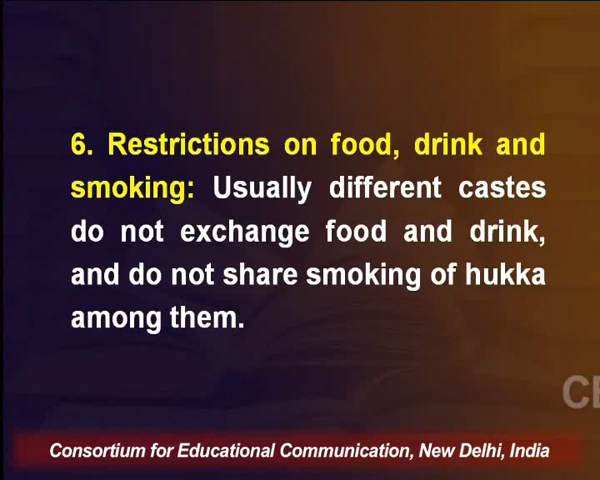 6. Restrictions on food, drink and
smoking: Usually different castes
do not exchange food and drink,
and do not share smoking of hukka
among them.
Consortium for Educational Communication, New Delhi, India